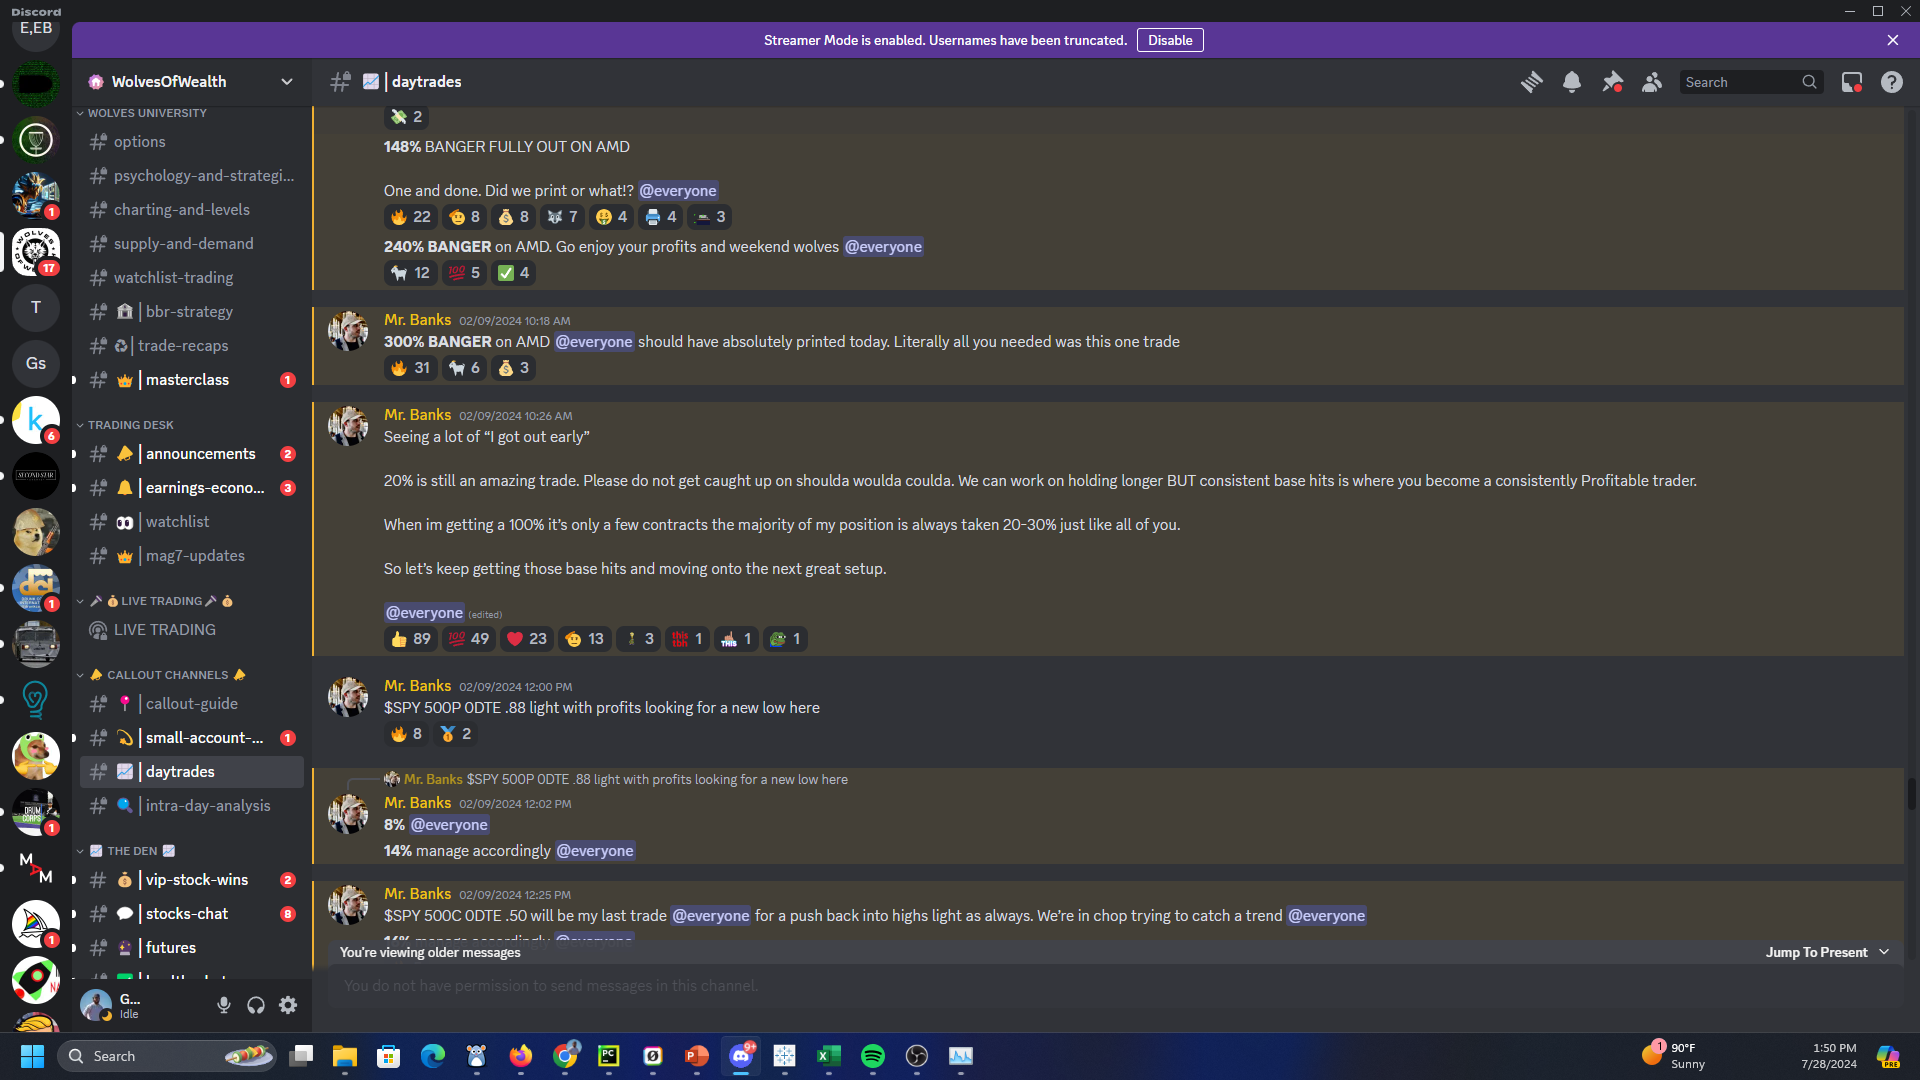 Discord
E,EB
Streamer Mode is enabled. Usernames have been truncated.
Disable
WolvesOfWealth
| daytrades
Search
1
17
T
Gs
k
6
SECOND STAR
dci
1
DRUM CORPS
1
M A M
1
WOLVES UNIVERSITY
options
psychology-and-strategi...
charting-and-levels
supply-and-demand
watchlist-trading
| bbr-strategy
| trade-recaps
| masterclass 1
TRADING DESK
| announcements 2
| earnings-econo... 3
| watchlist
| mag7-updates
LIVE TRADING
LIVE TRADING
CALLOUT CHANNELS
| callout-guide
| small-account-... 1
| daytrades
| intra-day-analysis
THE DEN
| vip-stock-wins 2
| stocks-chat 8
| futures
G...
Idle
2
148% BANGER FULLY OUT ON AMD
One and done. Did we print or what!? @everyone
22 8 8 7 4 4 3
240% BANGER on AMD. Go enjoy your profits and weekend wolves @everyone
12 5 4
Mr. Banks 02/09/2024 10:18 AM
300% BANGER on AMD @everyone should have absolutely printed today. Literally all you needed was this one trade
31 6 3
Mr. Banks 02/09/2024 10:26 AM
Seeing a lot of “I got out early”
20% is still an amazing trade. Please do not get caught up on shoulda woulda coulda. We can work on holding longer BUT consistent base hits is where you become a consistently Profitable trader.
When im getting a 100% it’s only a few contracts the majority of my position is always taken 20-30% just like all of you.
So let’s keep getting those base hits and moving onto the next great setup.
@everyone (edited)
89 49 23 13 3 1 1 1
Mr. Banks 02/09/2024 12:00 PM
$SPY 500P 0DTE .88 light with profits looking for a new low here
8 2
Mr. Banks $SPY 500P 0DTE .88 light with profits looking for a new low here
Mr. Banks 02/09/2024 12:02 PM
8% @everyone
14% manage accordingly @everyone
Mr. Banks 02/09/2024 12:25 PM
$SPY 500C 0DTE .50 will be my last trade @everyone for a push back into highs light as always. We’re in chop trying to catch a trend @everyone
manage accordingly @everyone
You're viewing older messages
Jump To Present
You do not have permission to send messages in this channel.
Search
PC
9+
1
90°F
Sunny
1:50 PM
7/28/2024
PRE